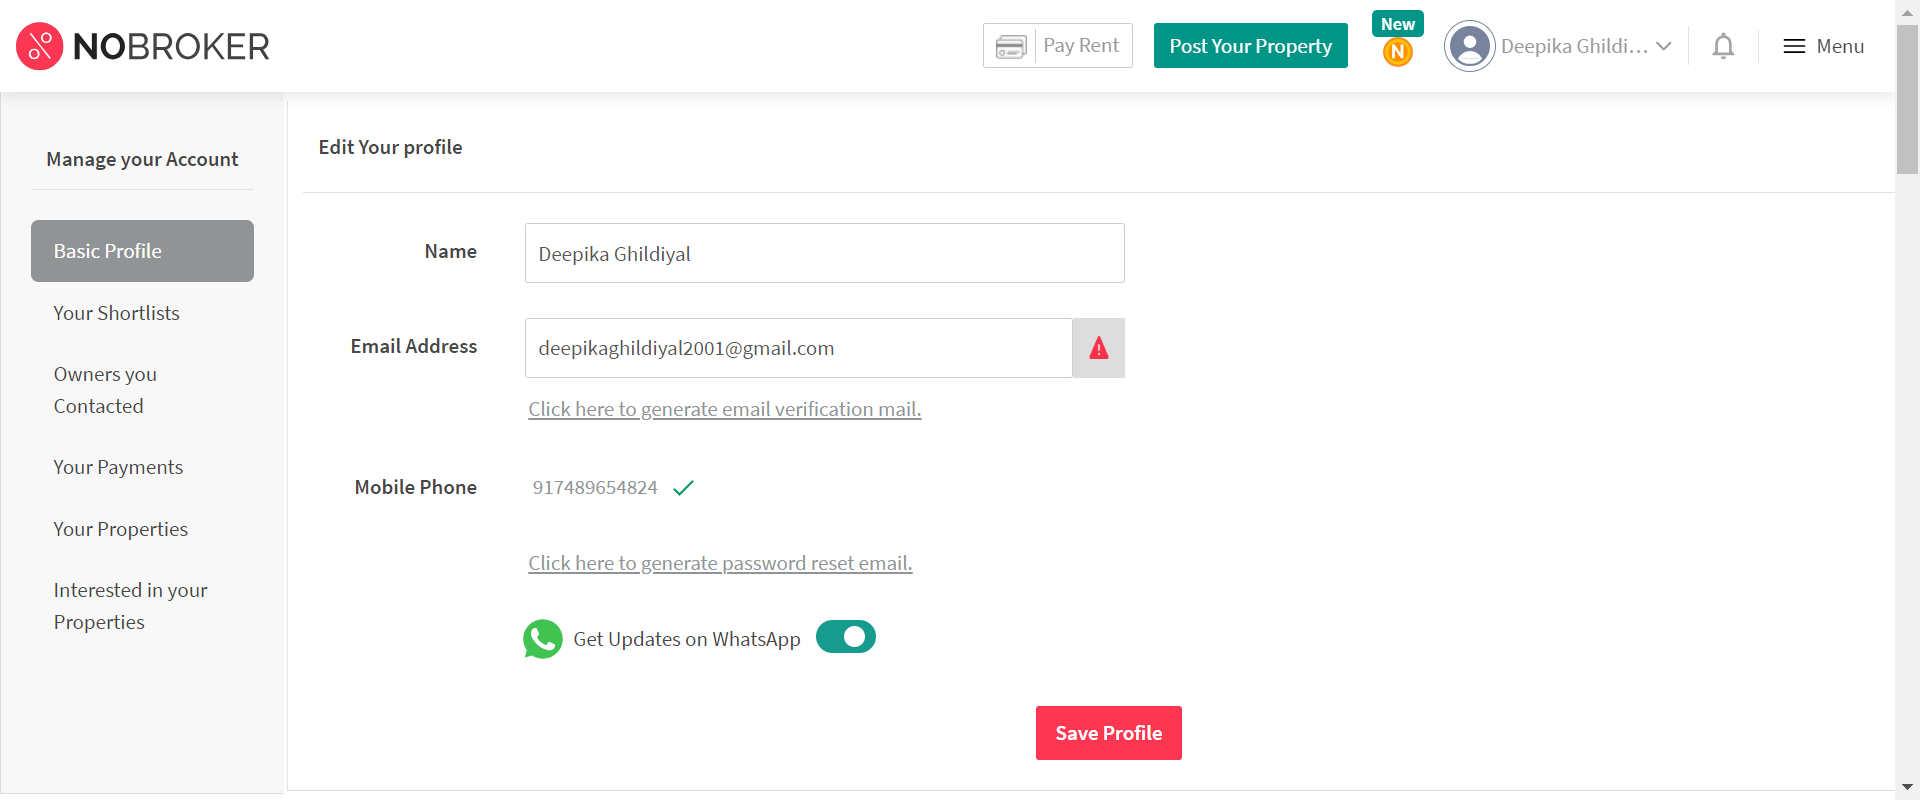 NOBROKER
Pay Rent
Post Your Property
New
N
Deepika Ghildi...
Menu
Manage your Account
Basic Profile
Your Shortlists
Owners you
Contacted
Your Payments
Your Properties
Interested in your
Properties
Edit Your profile
Name
Deepika Ghildiyal
Email Address
deepikaghildiyal2001@gmail.com
Click here to generate email verification mail.
Mobile Phone
917489654824
Click here to generate password reset email.
Get Updates on WhatsApp
Save Profile